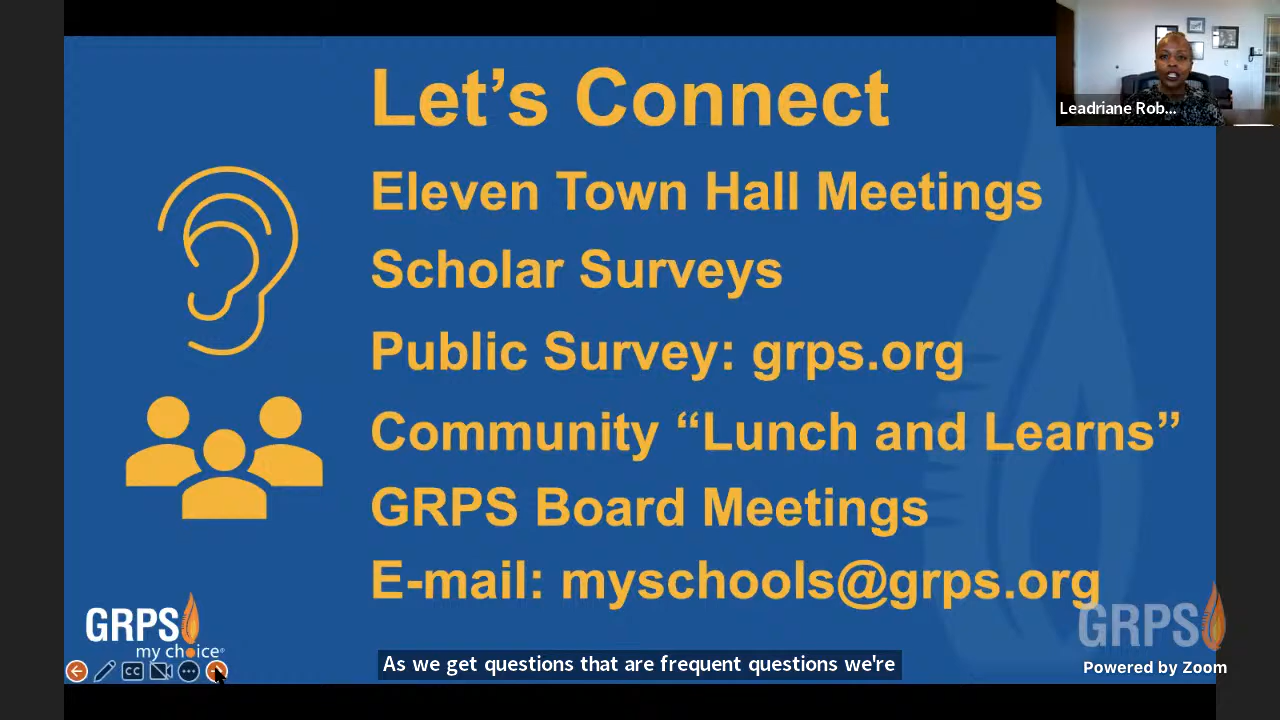 Let's Connect
Leadriane Rob...
Eleven Town Hall Meetings
Scholar Surveys
Public Survey: grps.org
Community “Lunch and Learns”
GRPS Board Meetings
E-mail: myschools@grps.org
GRPS
my choice
GRPS
CC
As we get questions that are frequent questions we're
Powered by Zoom